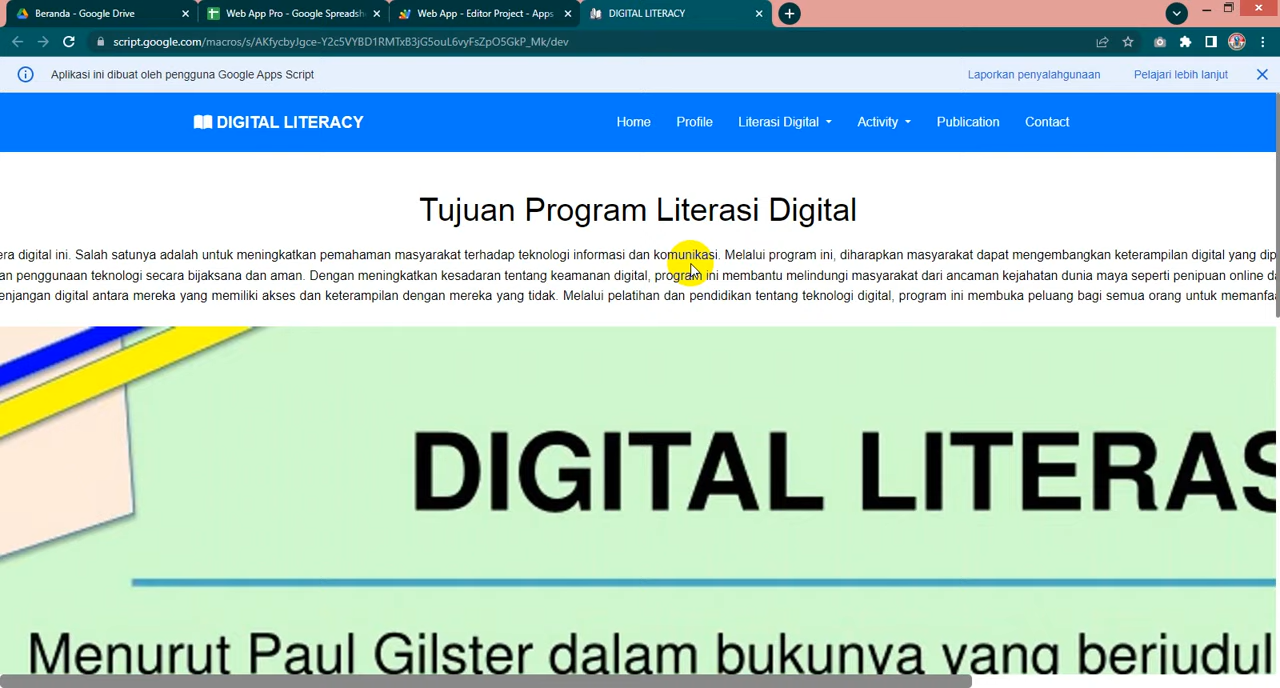 Beranda - Google Drive
Web App Pro - Google Spreadsh
Web App - Editor Project - Apps
DIGITAL LITERACY
script.google.com/macros/s/AKfycbyJgce-Y2c5VYBD1RMTxB3jG5ouL6vyFsZpO5GkP_Mk/dev
Aplikasi ini dibuat oleh pengguna Google Apps Script
Laporkan penyalahgunaan
Pelajari lebih lanjut
DIGITAL LITERACY
Home
Profile
Literasi Digital
Activity
Publication
Contact
Tujuan Program Literasi Digital
era digital ini. Salah satunya adalah untuk meningkatkan pemahaman masyarakat terhadap teknologi informasi dan komunikasi. Melalui program ini, diharapkan masyarakat dapat mengembangkan keterampilan digital yang dip
an penggunaan teknologi secara bijaksana dan aman. Dengan meningkatkan kesadaran tentang keamanan digital, program ini membantu melindungi masyarakat dari ancaman kejahatan dunia maya seperti penipuan online da
enjangan digital antara mereka yang memiliki akses dan keterampilan dengan mereka yang tidak. Melalui pelatihan dan pendidikan tentang teknologi digital, program ini membuka peluang bagi semua orang untuk memanfaa
DIGITAL LITERAS
Menurut Paul Gilster dalam bukunya yang berjudul